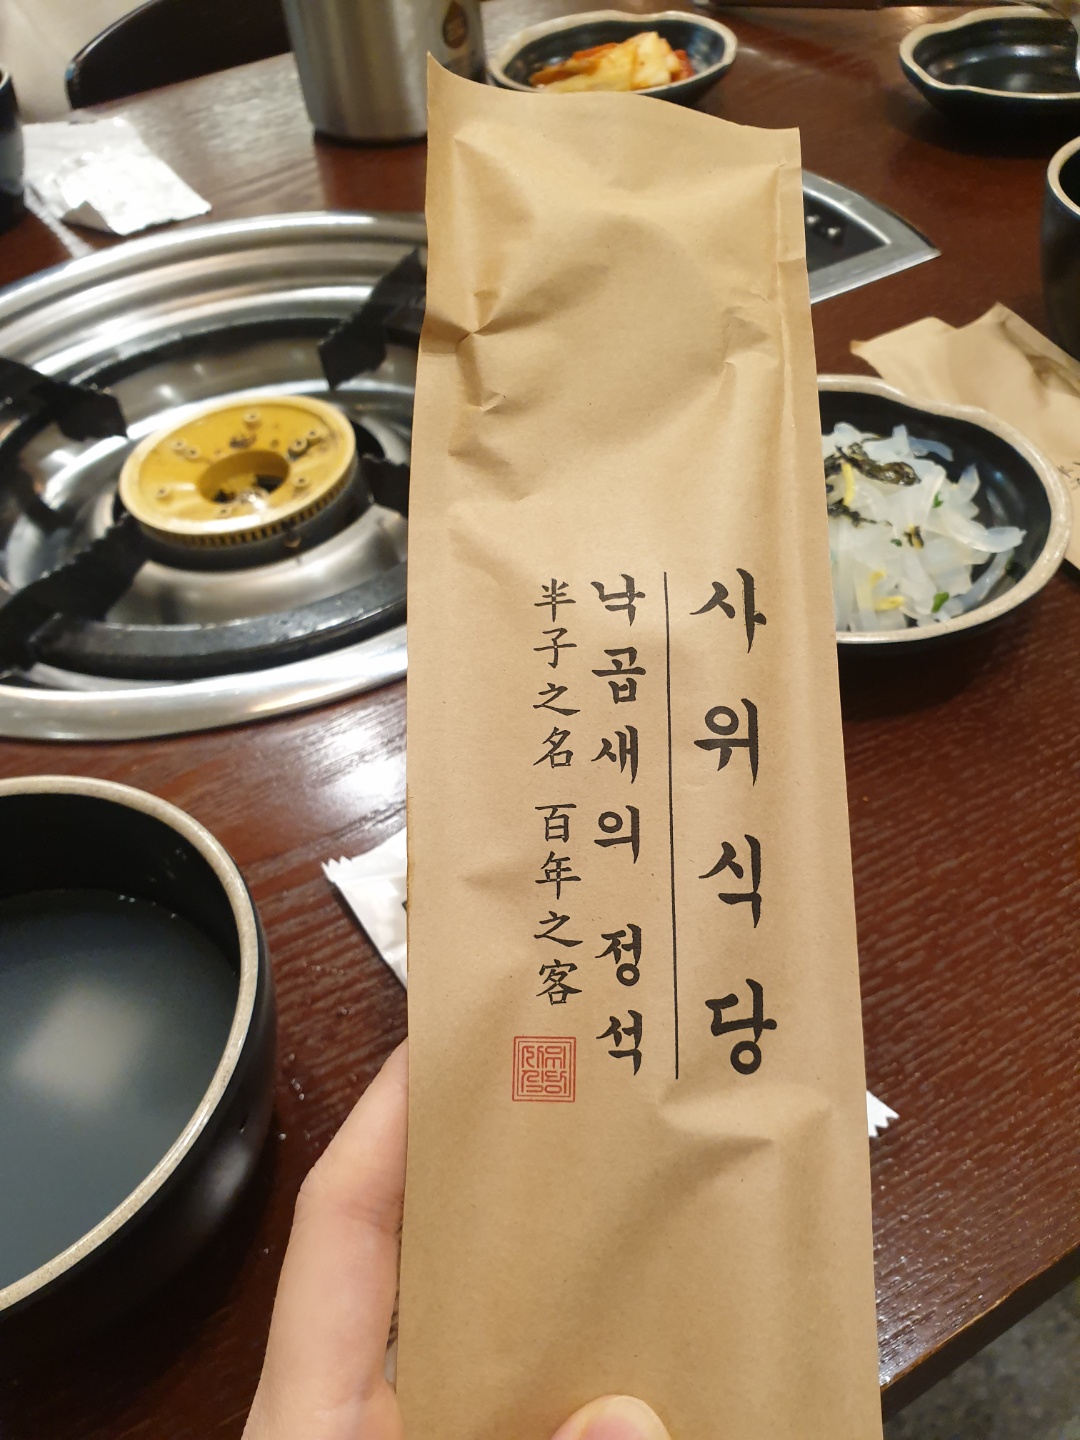 사위식당
낙곱새의 정석
半子之名 百年之客